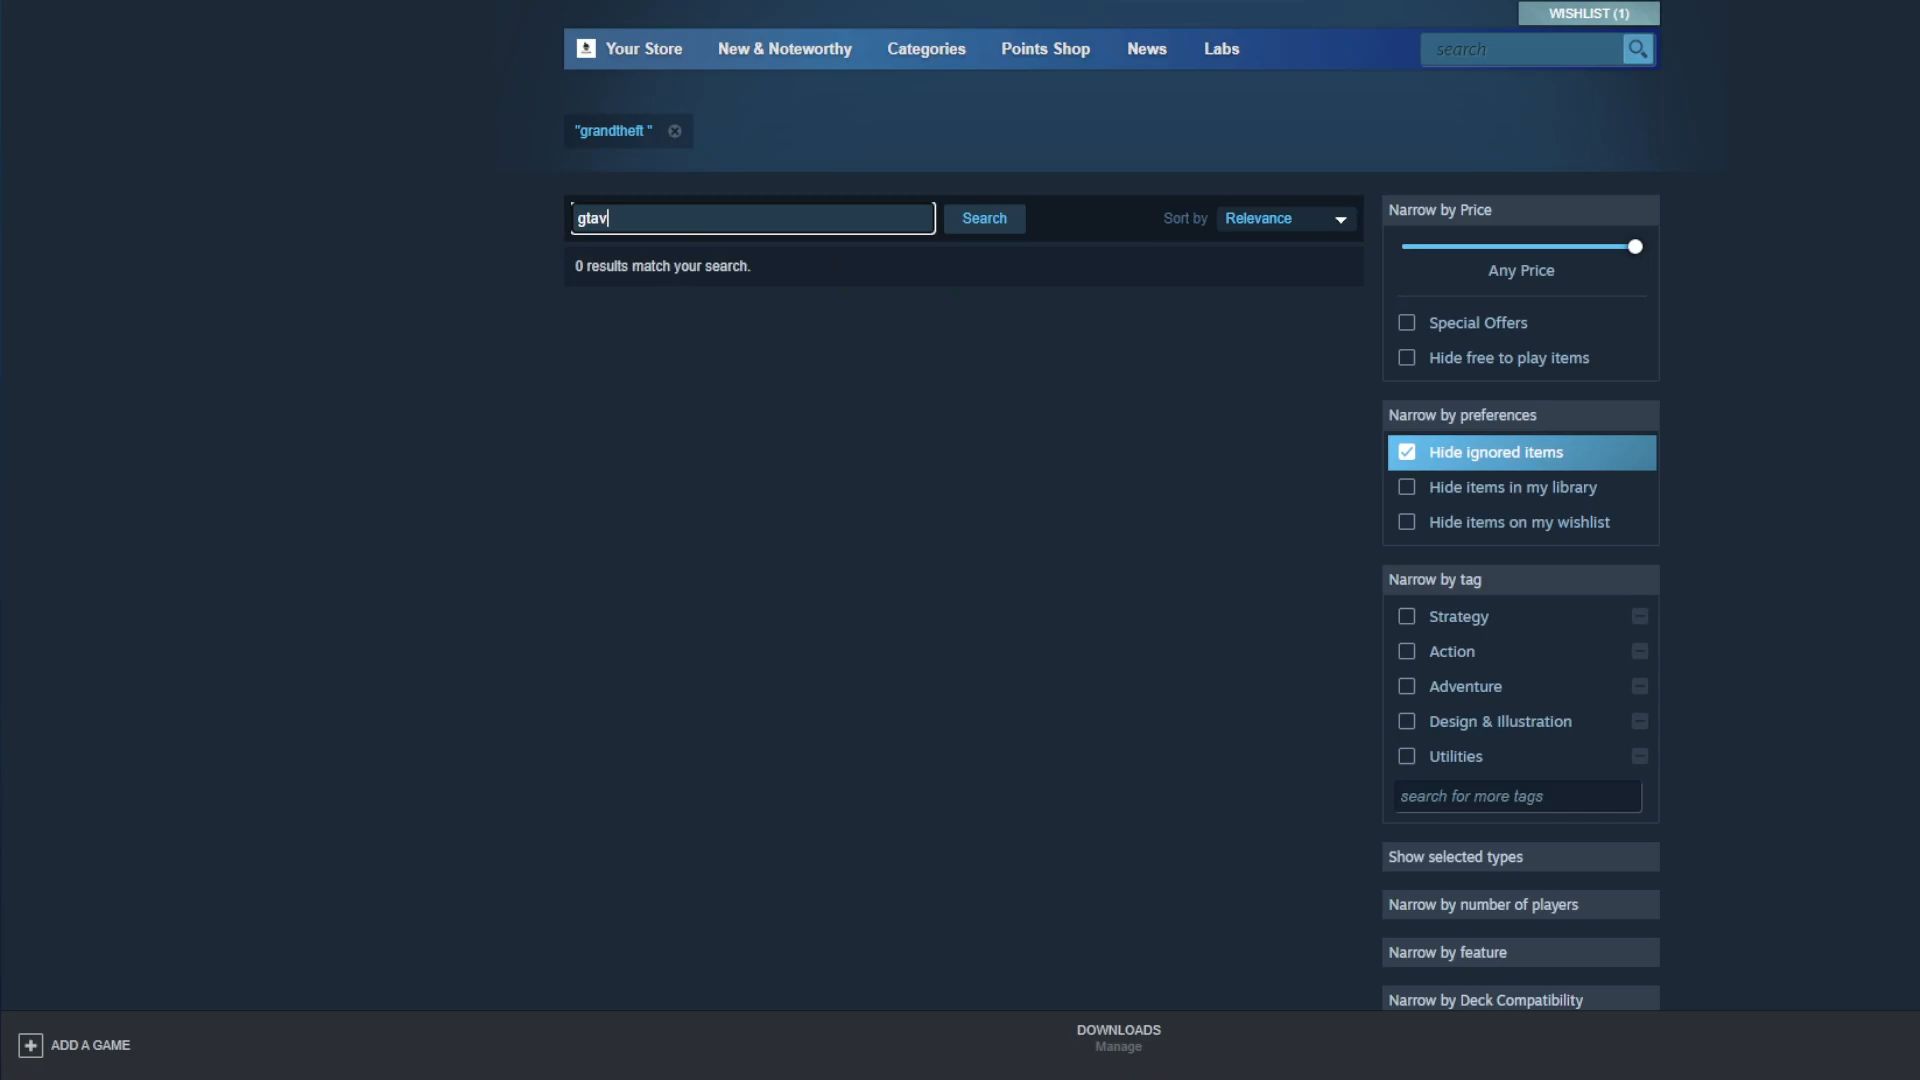 WISHLIST (1)
Your Store New & Noteworthy Categories Points Shop News Labs search
"grandtheft "
gtav Search Sort by Relevance
0 results match your search.
Narrow by Price
Any Price
Special Offers
Hide free to play items
Narrow by preferences
Hide ignored items
Hide items in my library
Hide items on my wishlist
Narrow by tag
Strategy
Action
Adventure
Design & Illustration
Utilities
search for more tags
Show selected types
Narrow by number of players
Narrow by feature
Narrow by Deck Compatibility
ADD A GAME
DOWNLOADS
Manage